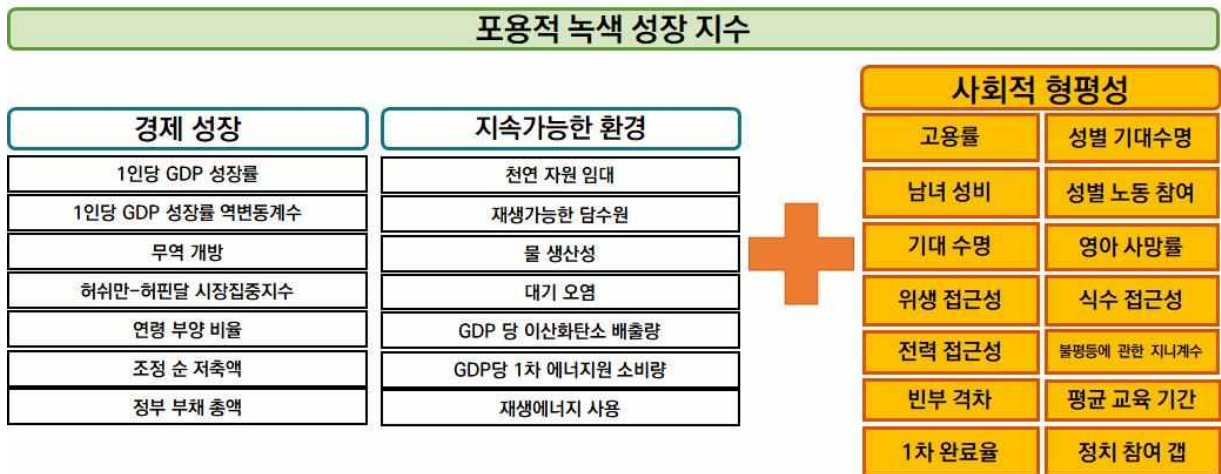 포용적 녹색 성장 지수
경제 성장
1인당 GDP 성장률
1인당 GDP 성장률 역변동계수
무역 개방
허쉬만-허핀달 시장집중지수
연령 부양 비율
조정 순 저축액
정부 부채 총액
지속가능한 환경
천연 자원 임대
재생가능한 담수원
물 생산성
대기 오염
GDP 당 이산화탄소 배출량
GDP당 1차 에너지원 소비량
재생에너지 사용
사회적 형평성
고용률 성별 기대수명
남녀 성비 성별 노동 참여
기대 수명 영아 사망률
위생 접근성 식수 접근성
전력 접근성 불평등에 관한 지니계수
빈부 격차 평균 교육 기간
1차 완료율 정치 참여 갭